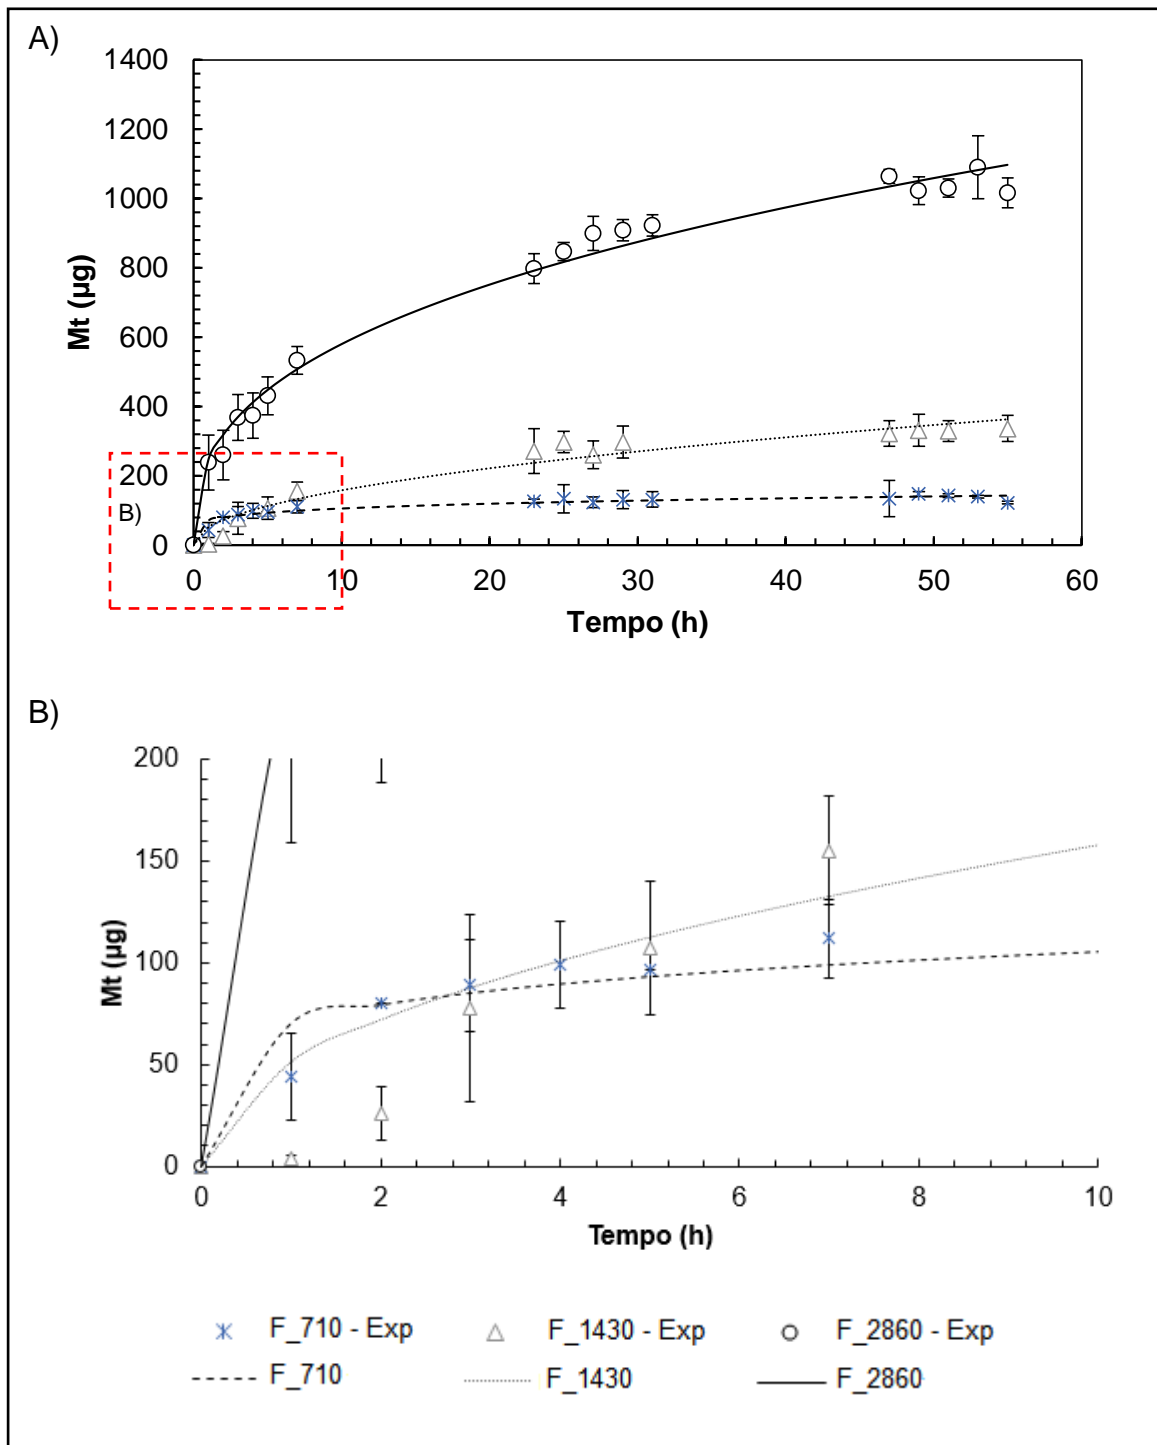 A)
1400
1200
1000
800
600
400
200
0
Mt (µg)
B)
0 10 20 30 40 50 60
Tempo (h)
B)
200
150
100
50
0
Mt (µg)
0 2 4 6 8 10
Tempo (h)
F_710 - Exp F_1430 - Exp F_2860 - Exp
F_710 F_1430 F_2860